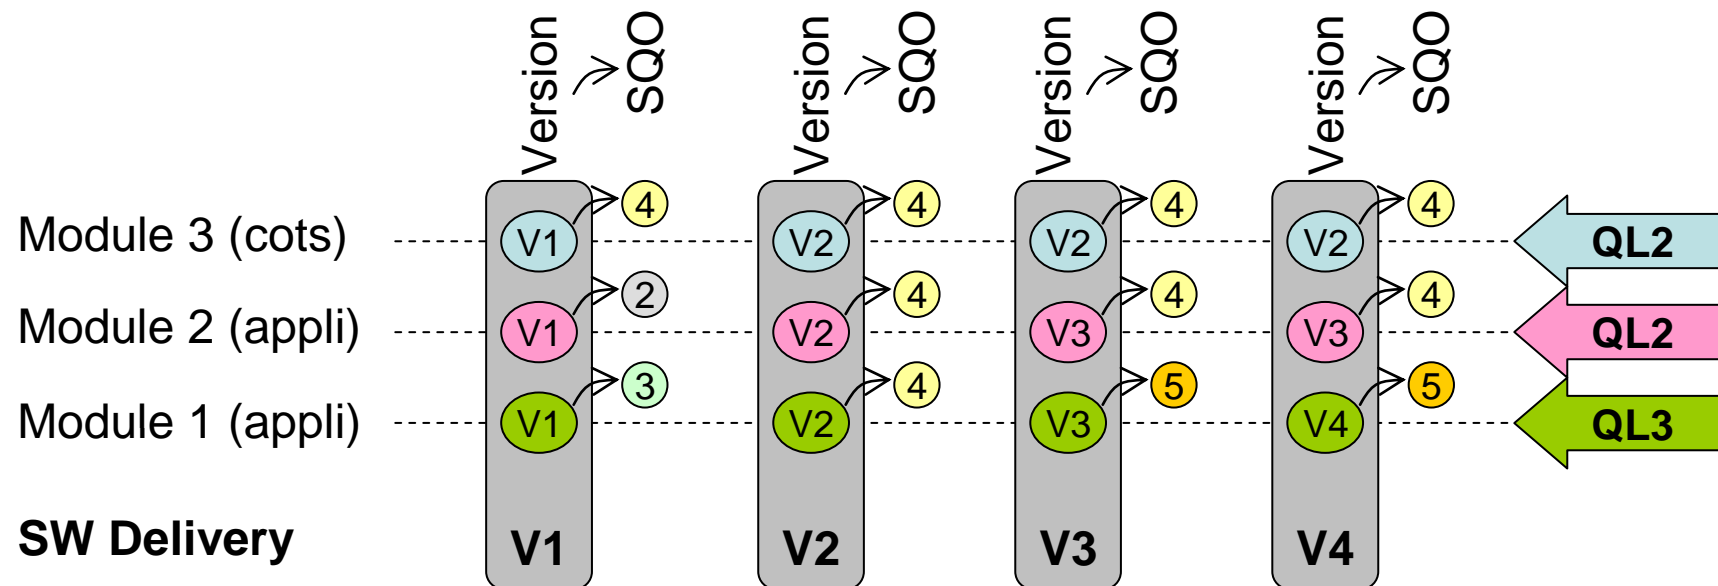 Version SQO Version SQO Version SQO Version SQO
4 4 4 4
Module 3 (cots) V1 V2 V2 V2 QL2
2 4 4 4
Module 2 (appli) V1 V2 V3 V3 QL2
3 4 5 5
Module 1 (appli) V1 V2 V3 V4 QL3
SW Delivery V1 V2 V3 V4